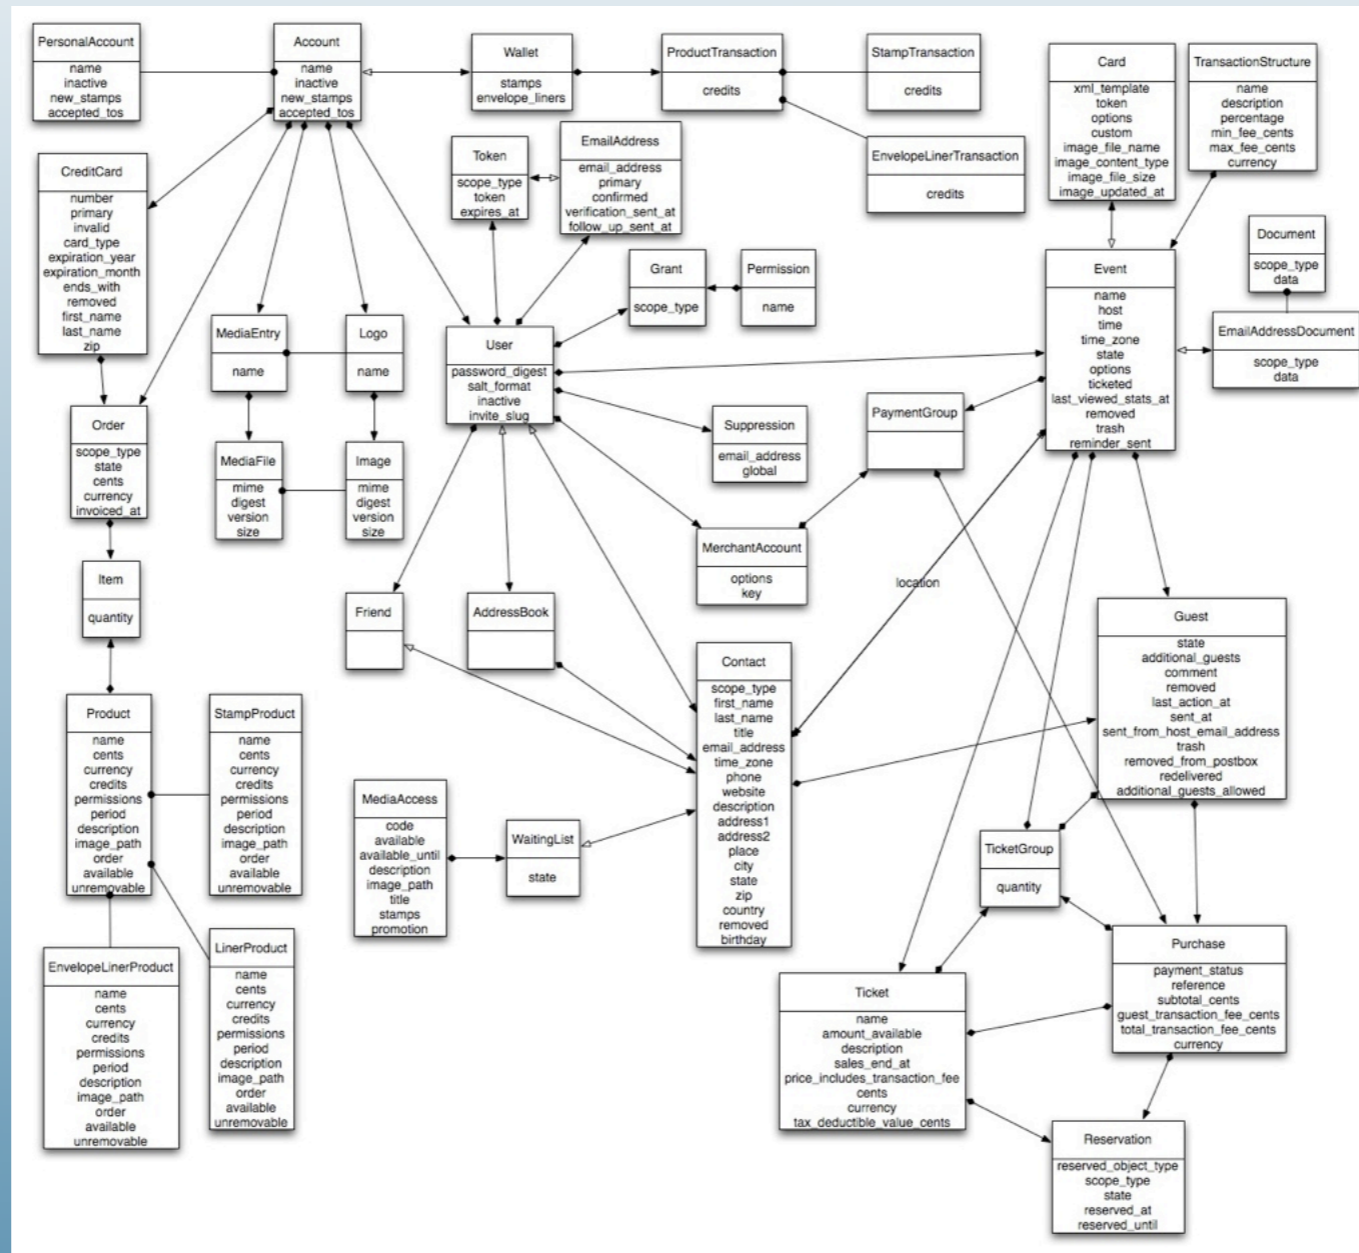 PersonalAccount
name
inactive
new_stamps
accepted_tos
Account
name
inactive
new_stamps
accepted_tos
Wallet
stamps
envelope_liners
ProductTransaction
credits
StampTransaction
credits
EnvelopeLinerTransaction
credits
Card
xml_template
token
options
custom
image_file_name
image_content_type
image_file_size
image_updated_at
TransactionStructure
name
description
percentage
min_fee_cents
max_fee_cents
currency
CreditCard
number
primary
invalid
card_type
expiration_year
expiration_month
ends_with
removed
first_name
last_name
zip
Token
scope_type
token
expires_at
EmailAddress
email_address
primary
confirmed
verification_sent_at
follow_up_sent_at
Grant
scope_type
Permission
name
Event
name
host
time
time_zone
state
options
ticketed
last_viewed_stats_at
removed
trash
reminder_sent
Document
scope_type
data
EmailAddressDocument
scope_type
data
MediaEntry
name
Logo
name
User
password_digest
salt_format
inactive
invite_slug
Suppression
email_address
global
PaymentGroup
Order
scope_type
state
cents
currency
invoiced_at
MediaFile
mime
digest
version
size
Image
mime
digest
version
size
MerchantAccount
options
key
location
Item
quantity
Friend
AddressBook
Contact
scope_type
first_name
last_name
title
email_address
time_zone
phone
website
description
address1
address2
place
city
state
zip
country
removed
birthday
Guest
state
additional_guests
comment
removed
last_action_at
sent_at
sent_from_host_email_address
trash
removed_from_postbox
redelivered
additional_guests_allowed
Product
name
cents
currency
credits
permissions
period
description
image_path
order
available
unremovable
StampProduct
name
cents
currency
credits
permissions
period
description
image_path
order
available
unremovable
MediaAccess
code
available
available_until
description
image_path
title
stamps
promotion
WaitingList
state
TicketGroup
quantity
EnvelopeLinerProduct
name
cents
currency
credits
permissions
period
description
image_path
order
available
unremovable
LinerProduct
name
cents
currency
credits
permissions
period
description
image_path
order
available
unremovable
Ticket
name
amount_available
description
sales_end_at
price_includes_transaction_fee
cents
currency
tax_deductible_value_cents
Purchase
payment_status
reference
subtotal_cents
guest_transaction_fee_cents
total_transaction_fee_cents
currency
Reservation
reserved_object_type
scope_type
state
reserved_at
reserved_until